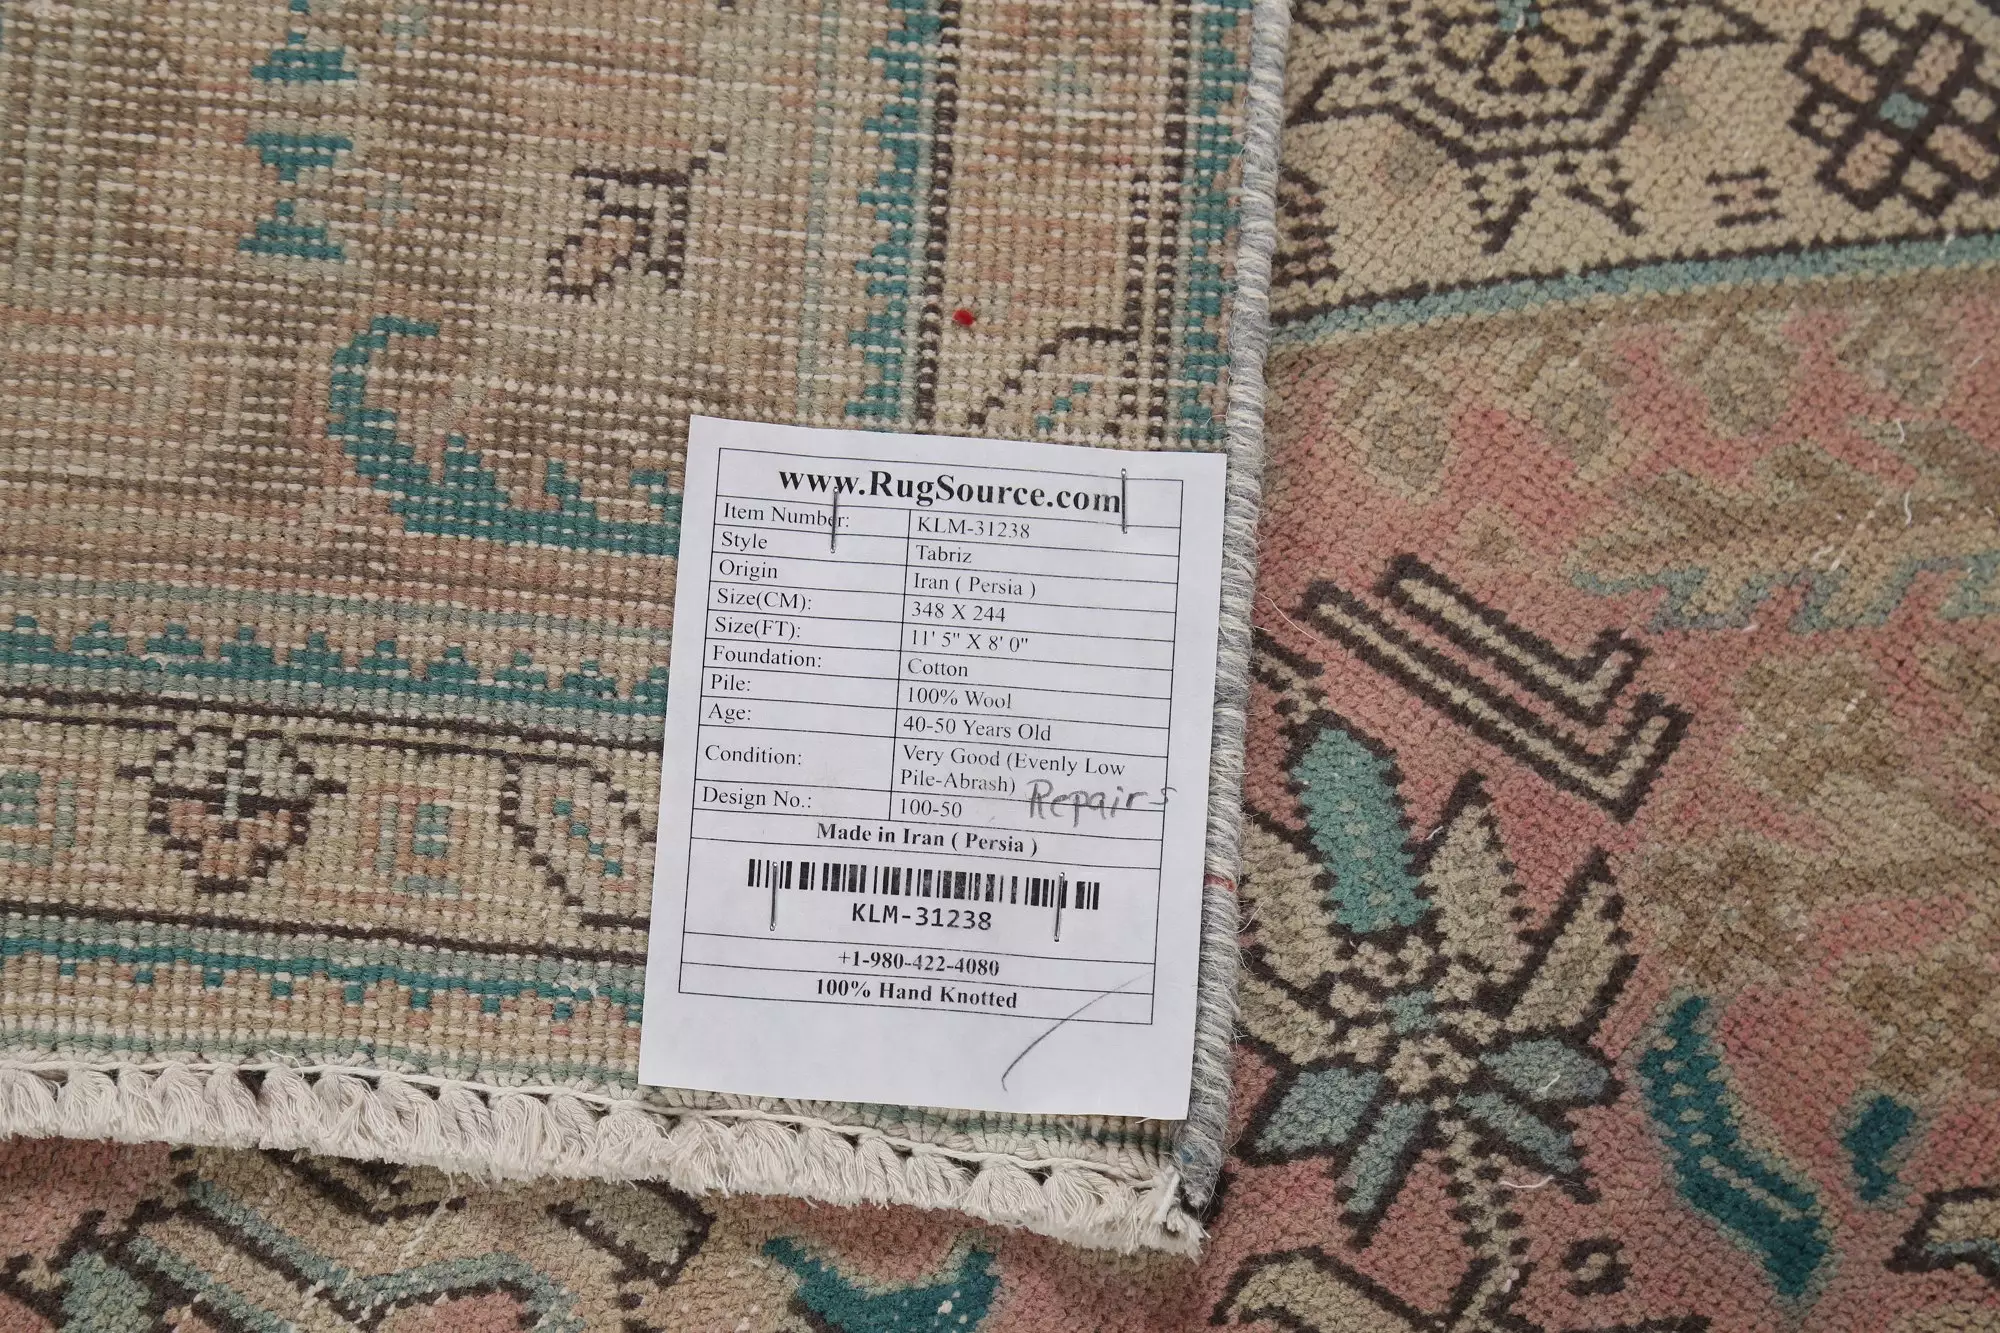 www.RugSource.com
Item Number: KLM-31238
Style Tabriz
Origin Iran ( Persia )
Size(CM): 348 X 244
Size(FT): 11' 5" X 8' 0"
Foundation: Cotton
Pile: 100% Wool
Age: 40-50 Years Old
Condition: Very Good (Evenly Low
Pile-Abrash)
Repairs
Design No.: 100-50
Made in Iran ( Persia )
KLM-31238
+1-980-422-4080
100% Hand Knotted